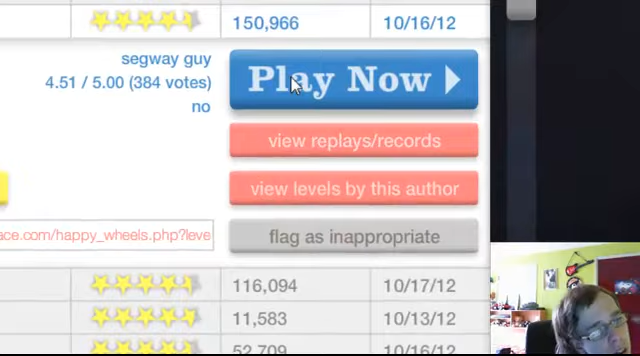 150,966 10/16/12
segway guy
4.51 / 5.00 (384 votes)
no
Play Now
view replays/records
view levels by this author
ace.com/happy_wheels.php?leve
flag as inappropriate
116,094 10/17/12
11,583 10/13/12
52,709 10/16/12